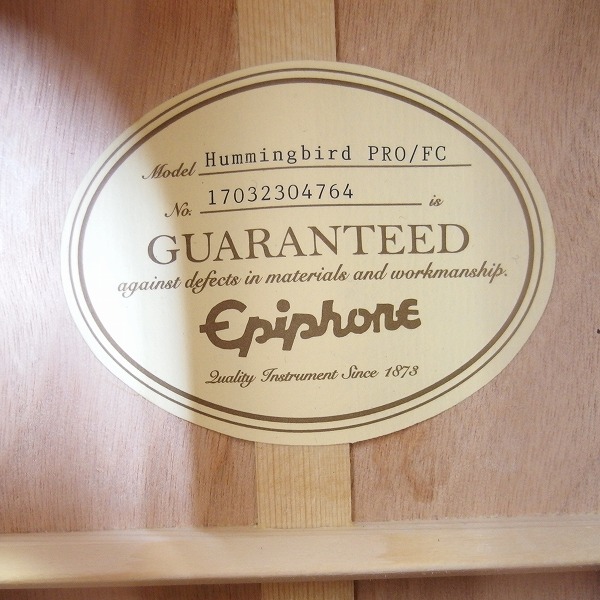 Model Hummingbird PRO/FC
No. 17032304764 is
GUARANTEED
against defects in materials and workmanship.
Epiphone
Quality Instrument Since 1873